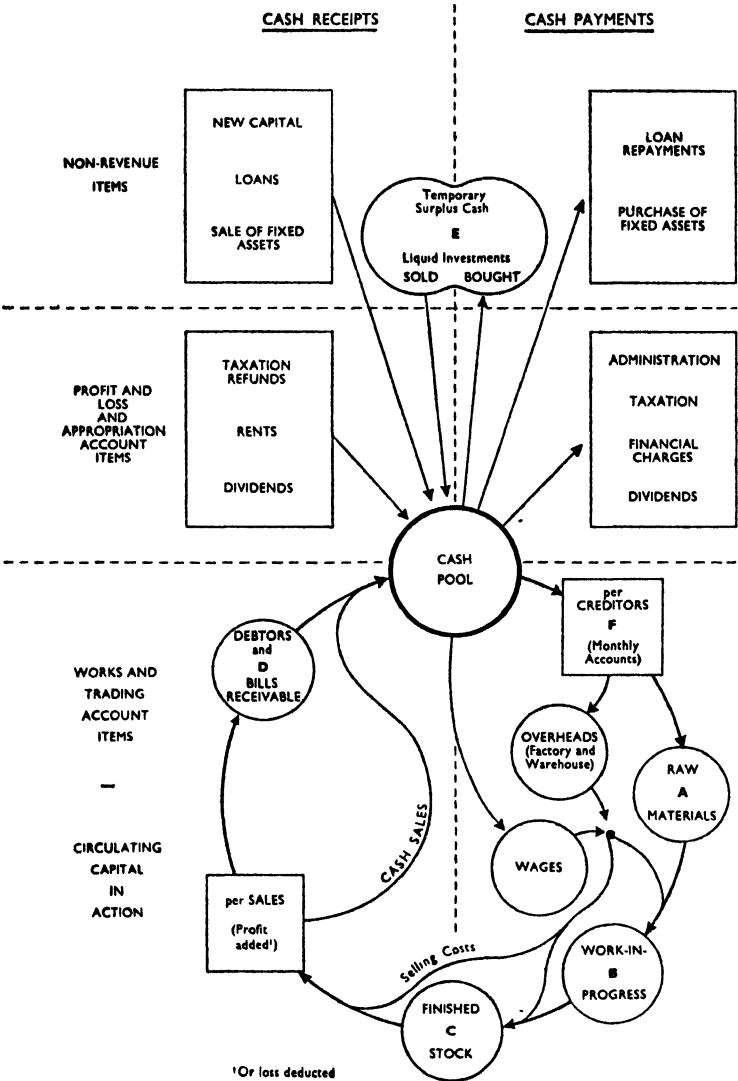 CASH RECEIPTS
CASH PAYMENTS
NON-REVENUE
ITEMS
NEW CAPITAL
LOANS
SALE OF FIXED
ASSETS
Temporary
Surplus Cash
E
Liquid Investments
SOLD BOUGHT
LOAN
REPAYMENTS
PURCHASE OF
FIXED ASSETS
PROFIT AND
LOSS
AND
APPROPRIATION
ACCOUNT
ITEMS
TAXATION
REFUNDS
RENTS
DIVIDENDS
ADMINISTRATION
TAXATION
FINANCIAL
CHARGES
DIVIDENDS
CASH
POOL
WORKS AND
TRADING
ACCOUNT
ITEMS
—
CIRCULATING
CAPITAL
IN
ACTION
DEBTORS
and
D
BILLS
RECEIVABLE
per
CREDITORS
F
(Monthly
Accounts)
OVERHEADS
(Factory and
Warehouse)
RAW
A
MATERIALS
WAGES
CASH SALES
per SALES
(Profit
added¹)
Selling Costs
WORK-IN-
B
PROGRESS
FINISHED
C
STOCK
¹Or loss deducted